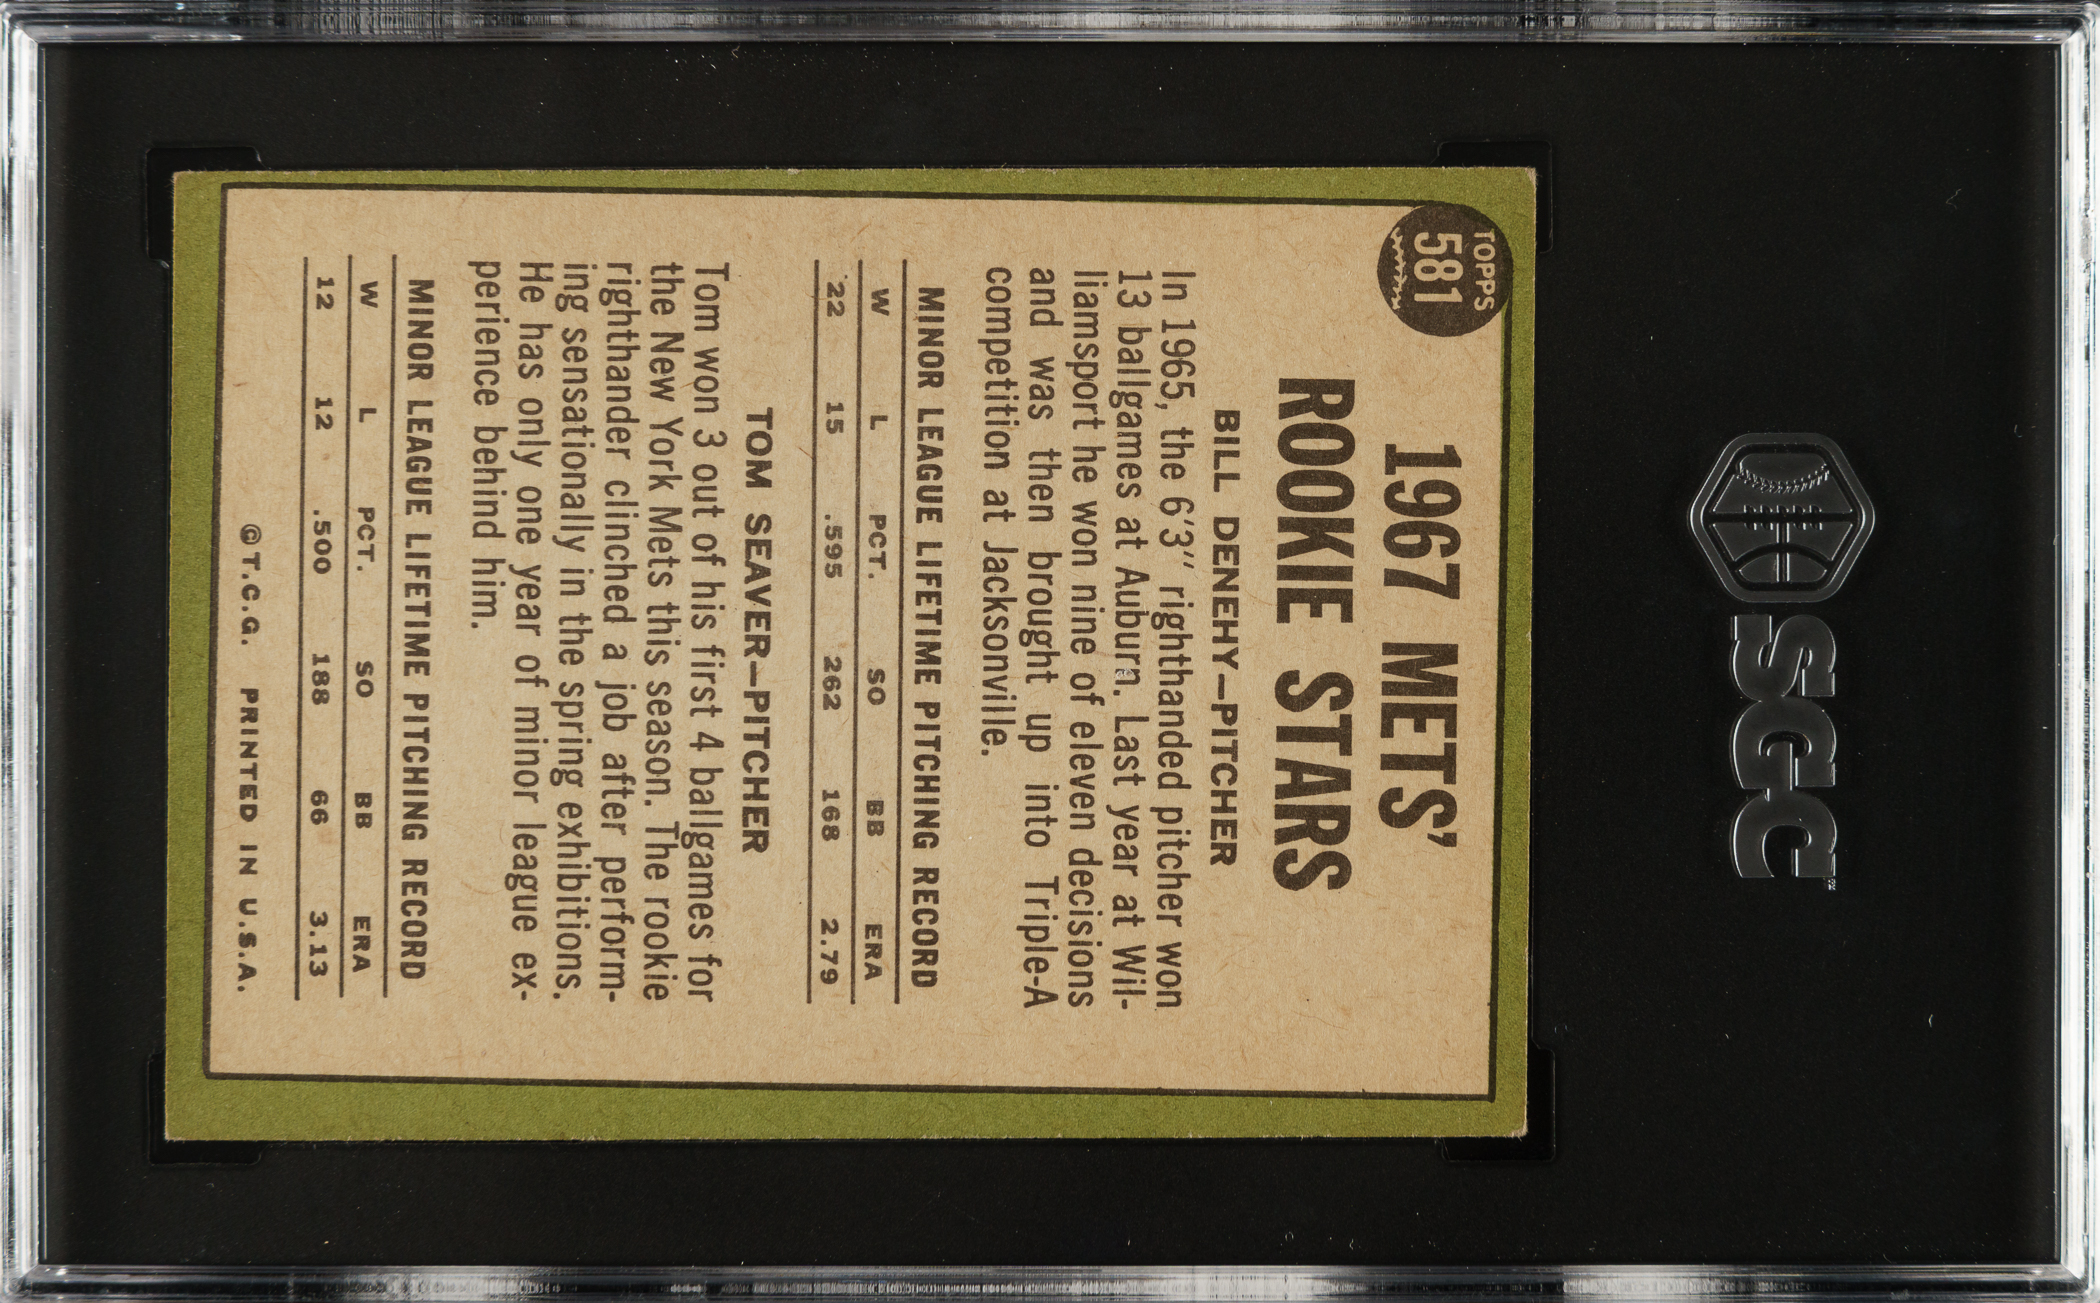 SGC
TOPPS
581
1967 METS'
ROOKIE STARS
BILL DENEHY—PITCHER
In 1965, the 6'3" righthanded pitcher won
13 ballgames at Auburn. Last year at Wil-
liamsport he won nine of eleven decisions
and was then brought up into Triple-A
competition at Jacksonville.
MINOR LEAGUE LIFETIME PITCHING RECORD
W L PCT. SO BB ERA
22 15 .595 262 168 2.79
TOM SEAVER—PITCHER
Tom won 3 out of his first 4 ballgames for
the New York Mets this season. The rookie
righthander clinched a job after perform-
ing sensationally in the spring exhibitions.
He has only one year of minor league ex-
perience behind him.
MINOR LEAGUE LIFETIME PITCHING RECORD
W L PCT. SO BB ERA
12 12 .500 188 66 3.13
©T.C.G. PRINTED IN U.S.A.